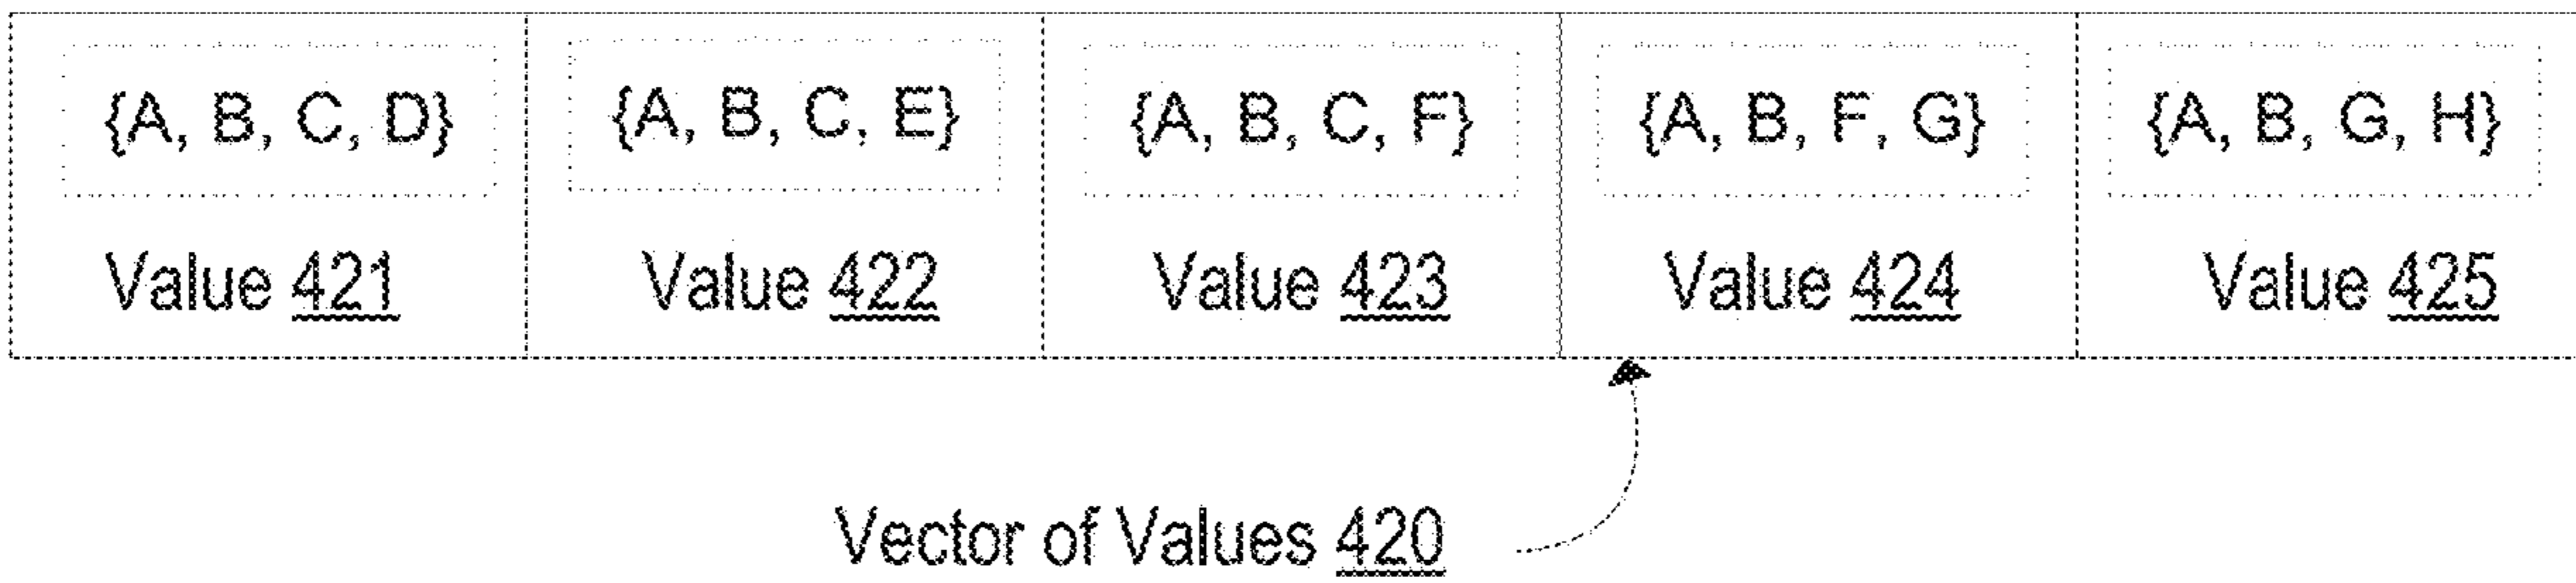 {A, B, C, D} {A, B, C, E} {A, B, C, F} {A, B, F, G} {A, B, G, H}
Value 421 Value 422 Value 423 Value 424 Value 425
Vector of Values 420